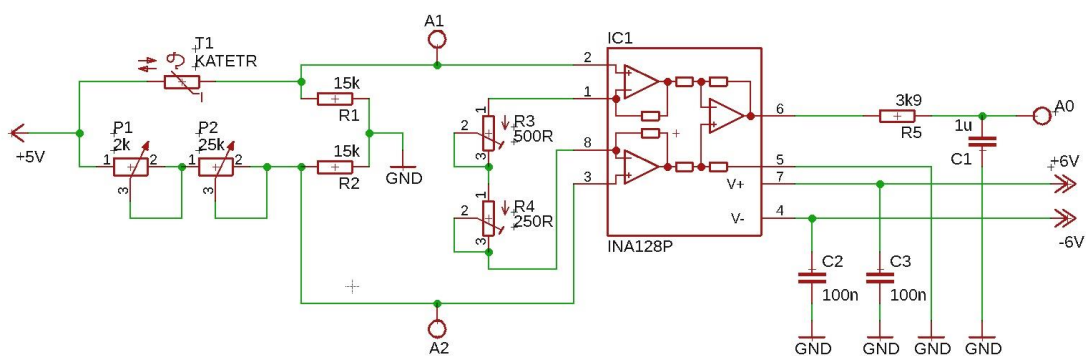 T1
KATETR
+5V
P1
2k
1
2
3
P2
25k
1
2
3
15k
R1
15k
R2
GND
A1
A2
1
2
3
R3
500R
1
2
3
R4
250R
IC1
2
1
8
3
6
5
7
4
V+
V-
INA128P
3k9
R5
1u
C1
A0
+6V
-6V
C2
100n
C3
100n
GND
GND
GND
GND